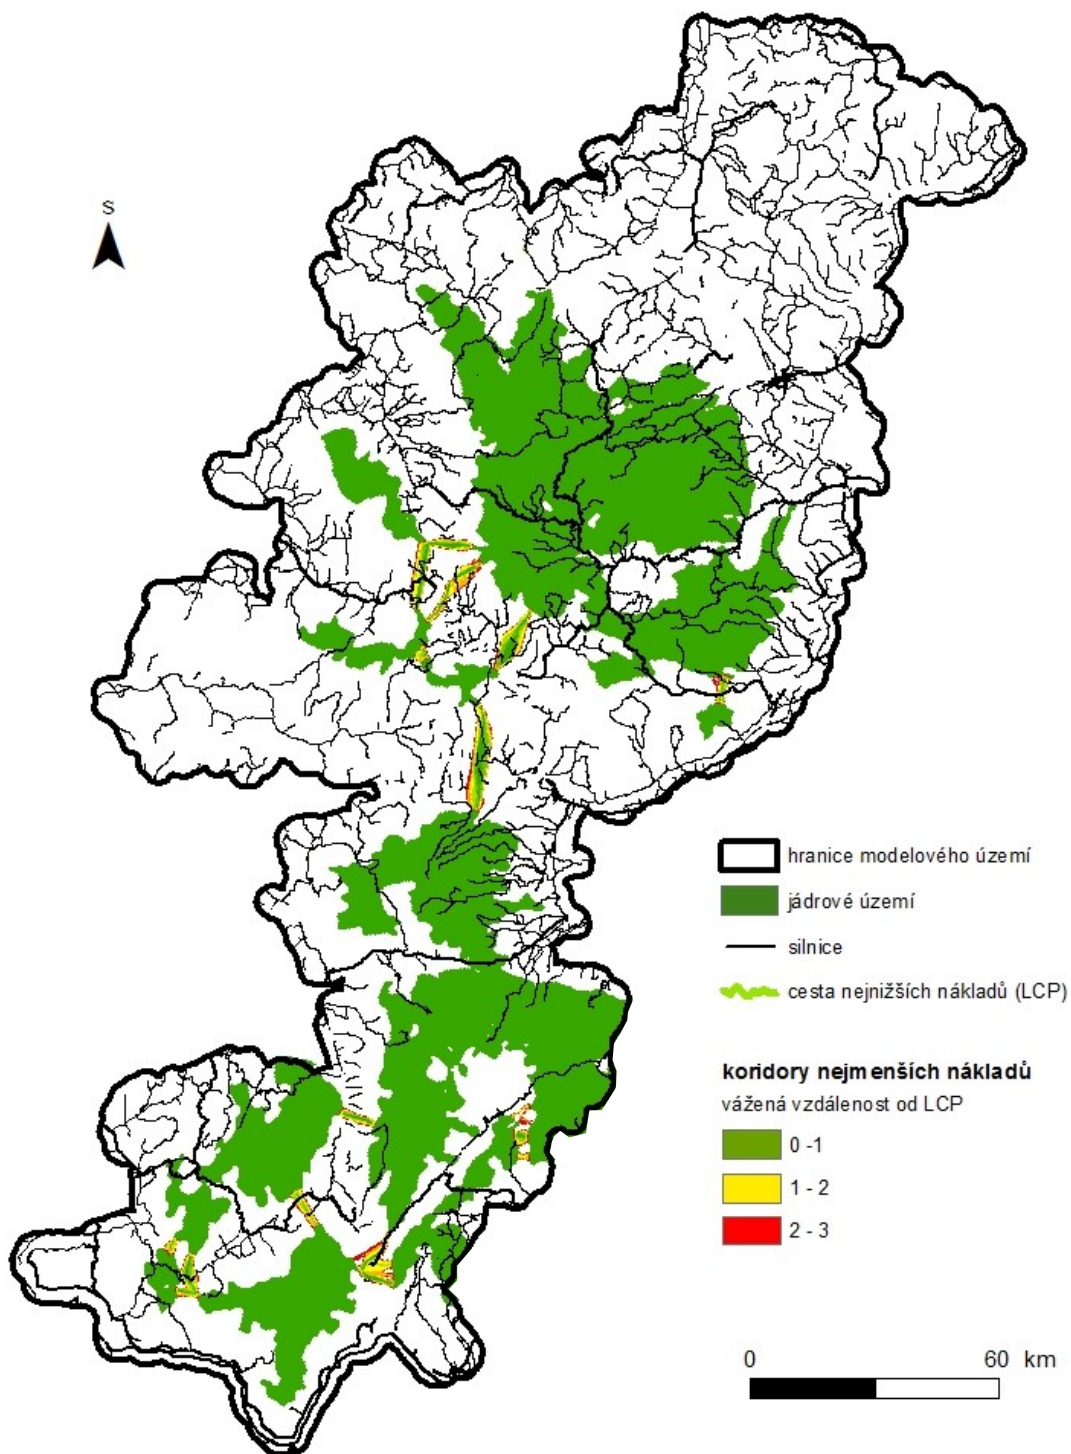 S
hranice modelového území
jádrové území
silnice
cesta nejnižších nákladů (LCP)
koridory nejmenších nákladů
vážená vzdálenost od LCP
0 -1
1 - 2
2 - 3
0 60 km